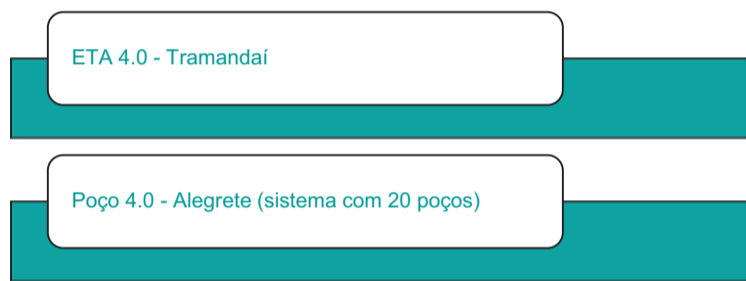 ETA 4.0 - Tramandaí
Poço 4.0 - Alegrete (sistema com 20 poços)